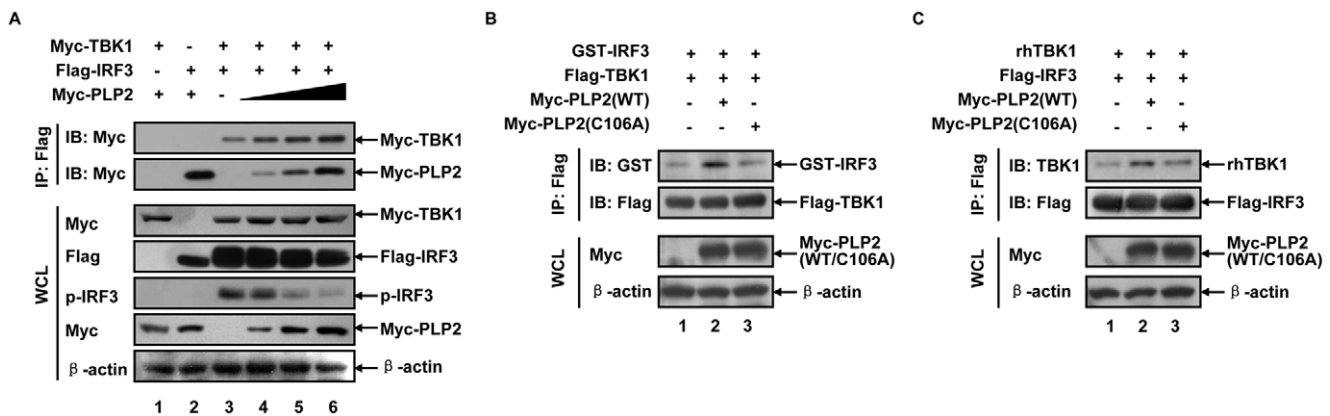 A
Myc-TBK1 + - + + + +
Flag-IRF3 - + + + + +
Myc-PLP2 + + -
IP: Flag
IB: Myc Myc-TBK1
IB: Myc Myc-PLP2
WCL
Myc Myc-TBK1
Flag Flag-IRF3
p-IRF3 p-IRF3
Myc Myc-PLP2
β-actin β-actin
1 2 3 4 5 6
B
GST-IRF3 + + +
Flag-TBK1 + + +
Myc-PLP2(WT) - + -
Myc-PLP2(C106A) - - +
IP: Flag
IB: GST GST-IRF3
IB: Flag Flag-TBK1
WCL
Myc Myc-PLP2
(WT/C106A)
β-actin β-actin
1 2 3
C
rhTBK1 + + +
Flag-IRF3 + + +
Myc-PLP2(WT) - + -
Myc-PLP2(C106A) - - +
IP: Flag
IB: TBK1 rhTBK1
IB: Flag Flag-IRF3
WCL
Myc Myc-PLP2
(WT/C106A)
β-actin β-actin
1 2 3